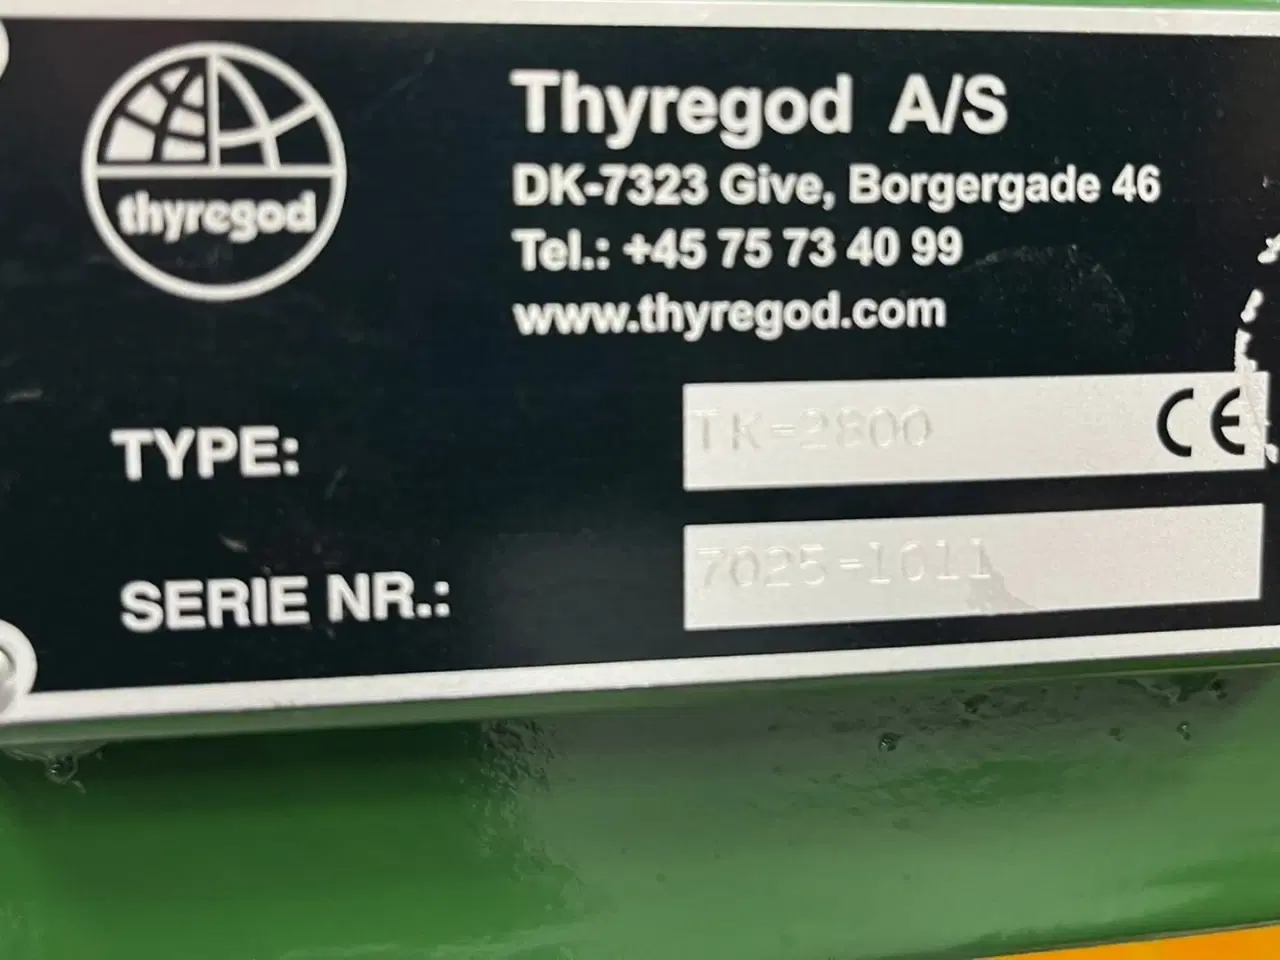 thyregod
Thyregod A/S
DK-7323 Give, Borgergade 46
Tel.: +45 75 73 40 99
www.thyregod.com
TYPE: TK-2800 CE
SERIE NR.: 7025-1011